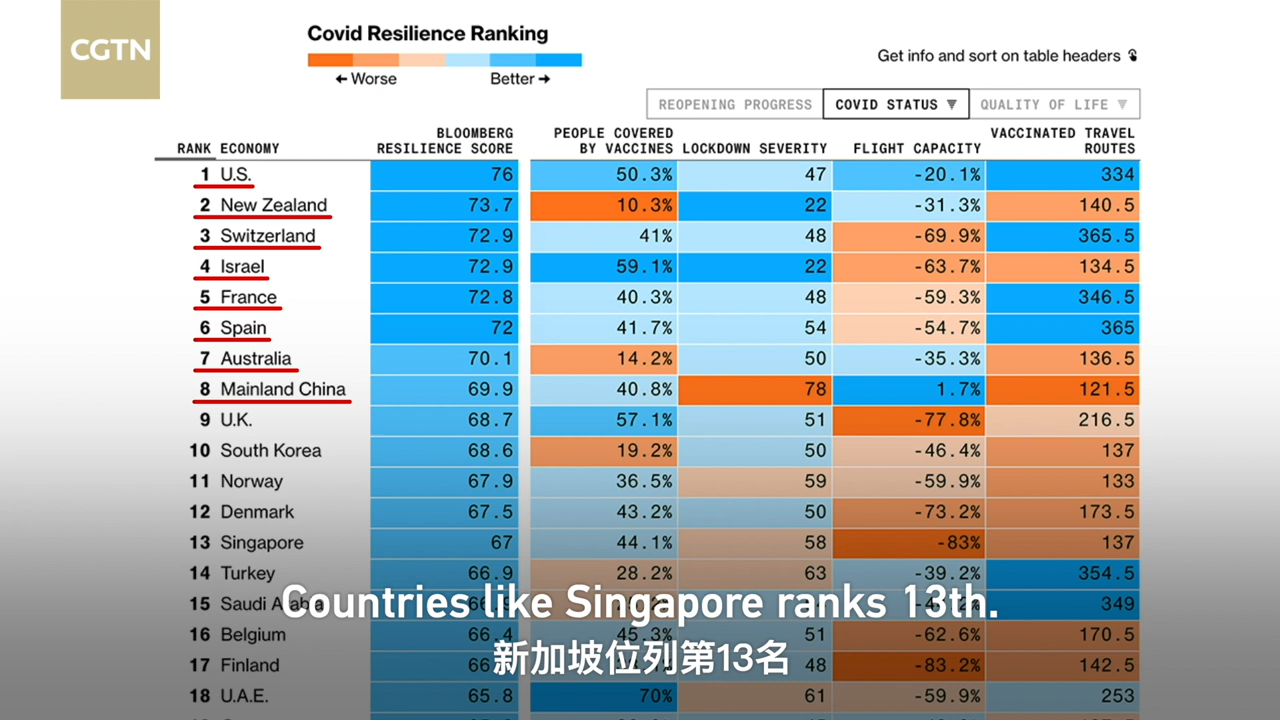 CGTN
Covid Resilience Ranking
← Worse Better →
Get info and sort on table headers
REOPENING PROGRESS COVID STATUS QUALITY OF LIFE
RANK ECONOMY BLOOMBERG RESILIENCE SCORE PEOPLE COVERED BY VACCINES LOCKDOWN SEVERITY FLIGHT CAPACITY VACCINATED TRAVEL ROUTES
1 U.S. 76 50.3% 47 -20.1% 334
2 New Zealand 73.7 10.3% 22 -31.3% 140.5
3 Switzerland 72.9 41% 48 -69.9% 365.5
4 Israel 72.9 59.1% 22 -63.7% 134.5
5 France 72.8 40.3% 48 -59.3% 346.5
6 Spain 72 41.7% 54 -54.7% 365
7 Australia 70.1 14.2% 50 -35.3% 136.5
8 Mainland China 69.9 40.8% 78 1.7% 121.5
9 U.K. 68.7 57.1% 51 -77.8% 216.5
10 South Korea 68.6 19.2% 50 -46.4% 137
11 Norway 67.9 36.5% 59 -59.9% 133
12 Denmark 67.5 43.2% 50 -73.2% 173.5
13 Singapore 67 44.1% 58 -83% 137
14 Turkey 66.9 28.2% 63 -39.2% 354.5
15 Saudi Arabia 349
Countries like Singapore ranks 13th.
16 Belgium 66.4 45.3% 51 -62.6% 170.5
17 Finland 48 -83.2% 142.5
新加坡位列第13名
18 U.A.E. 65.8 70% 61 -59.9% 253